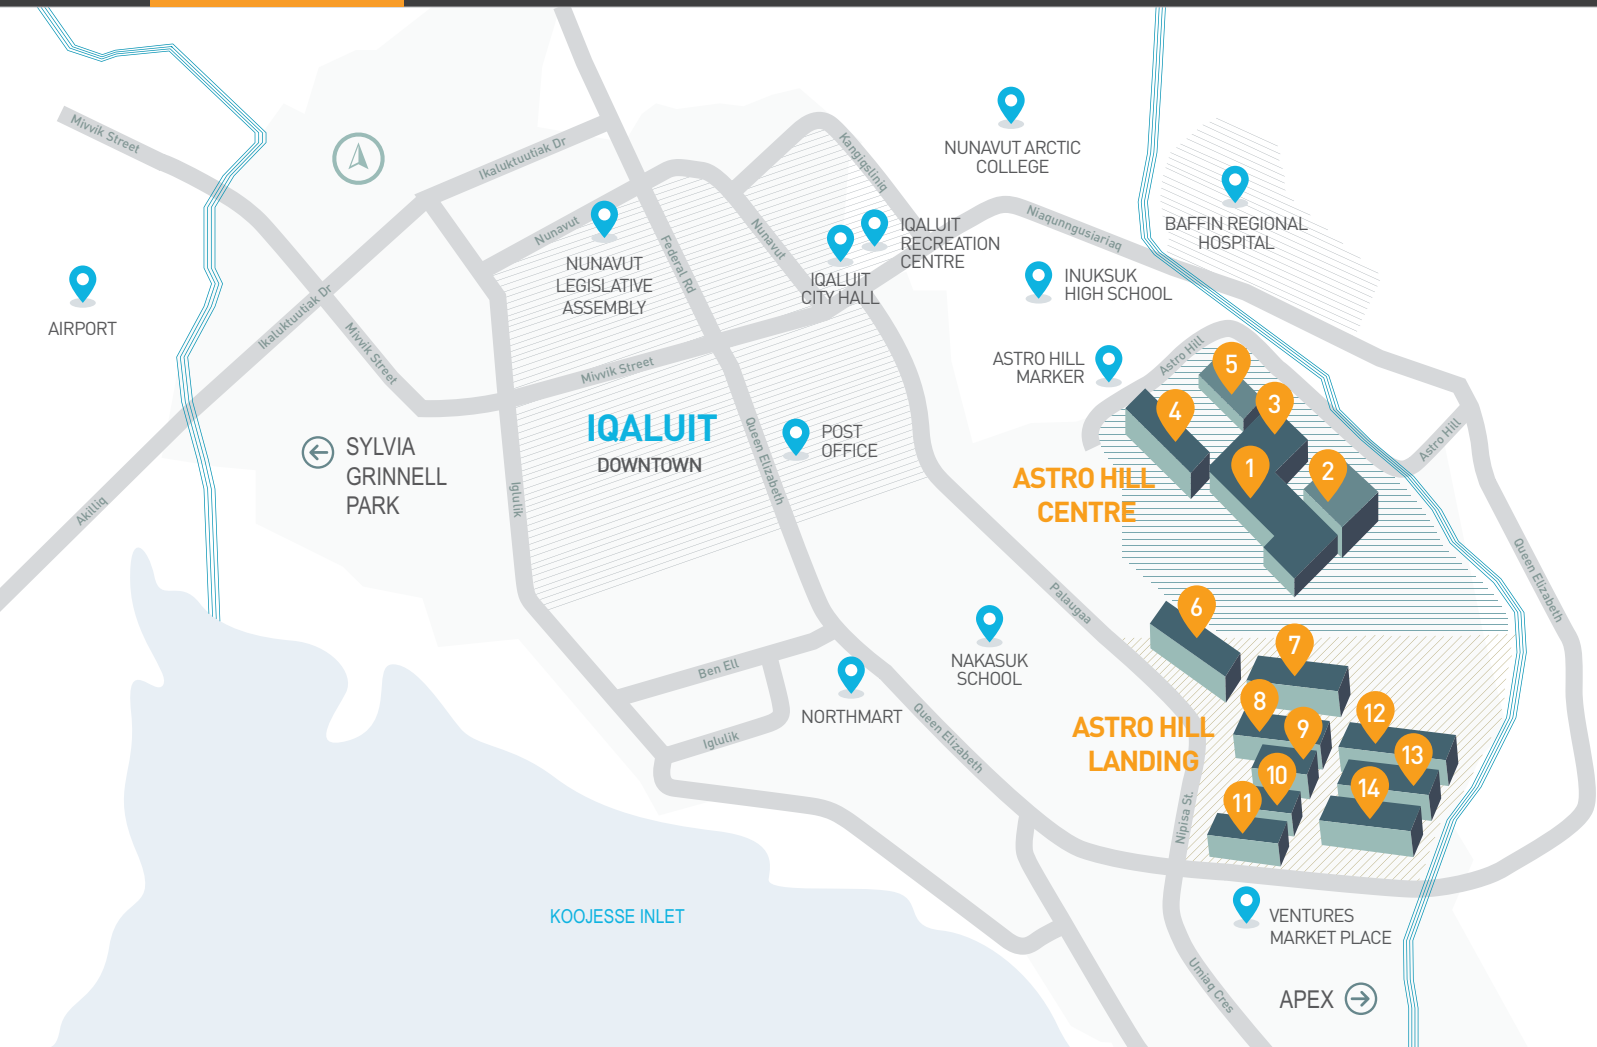 Mivvik Street
Ikaluktuutiak Dr
Kangiqsliniq
NUNAVUT ARCTIC
COLLEGE
Niaqunngusiariaq
BAFFIN REGIONAL
HOSPITAL
Nunavut
Federal Rd
Nunavut
NUNAVUT
LEGISLATIVE
ASSEMBLY
IQALUIT
RECREATION
CENTRE
IQALUIT
CITY HALL
INUKSUK
HIGH SCHOOL
AIRPORT
Ikaluktuutiak Dr
Mivvik Street
Mivvik Street
ASTRO HILL
MARKER
Astro Hill
5
4
3
1
2
Astro Hill
IQALUIT
DOWNTOWN
Queen Elizabeth
POST
OFFICE
SYLVIA
GRINNELL
PARK
Akilliq
Iglulik
ASTRO HILL
CENTRE
Queen Elizabeth
Palaugaa
6
7
8
9
10
11
12
13
14
NAKASUK
SCHOOL
Ben Ell
NORTHMART
Iglulik
Queen Elizabeth
ASTRO HILL
LANDING
Nipisa St.
KOOJESSE INLET
VENTURES
MARKET PLACE
Umiaq Cres
APEX